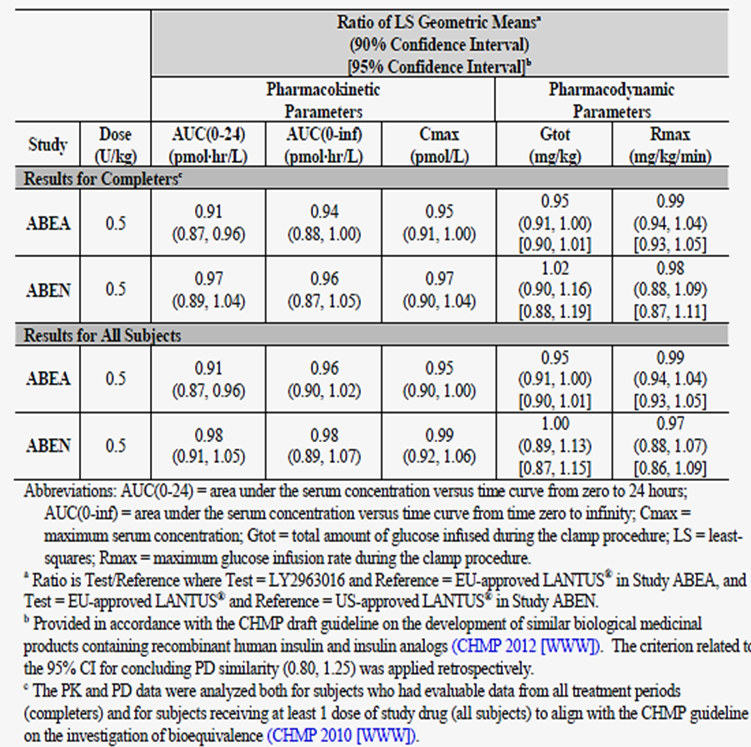 Ratio of LS Geometric Meansᵃ
(90% Confidence Interval)
[95% Confidence Interval]ᵇ
Pharmacokinetic Parameters
Pharmacodynamic Parameters
Study Dose (U/kg) AUC(0-24) (pmol·hr/L) AUC(0-inf) (pmol·hr/L) Cmax (pmol/L) Gtot (mg/kg) Rmax (mg/kg/min)
Results for Completersᶜ
ABEA 0.5 0.91 (0.87, 0.96) 0.94 (0.88, 1.00) 0.95 (0.91, 1.00) 0.95 (0.91, 1.00) [0.90, 1.01] 0.99 (0.94, 1.04) [0.93, 1.05]
ABEN 0.5 0.97 (0.89, 1.04) 0.96 (0.87, 1.05) 0.97 (0.90, 1.04) 1.02 (0.90, 1.16) [0.88, 1.19] 0.98 (0.88, 1.09) [0.87, 1.11]
Results for All Subjects
ABEA 0.5 0.91 (0.87, 0.96) 0.96 (0.90, 1.02) 0.95 (0.90, 1.00) 0.95 (0.91, 1.00) [0.90, 1.01] 0.99 (0.94, 1.04) [0.93, 1.05]
ABEN 0.5 0.98 (0.91, 1.05) 0.98 (0.89, 1.07) 0.99 (0.92, 1.06) 1.00 (0.89, 1.13) [0.87, 1.15] 0.97 (0.88, 1.07) [0.86, 1.09]
Abbreviations: AUC(0-24) = area under the serum concentration versus time curve from zero to 24 hours;
AUC(0-inf) = area under the serum concentration versus time curve from time zero to infinity; Cmax =
maximum serum concentration; Gtot = total amount of glucose infused during the clamp procedure; LS = least-
squares; Rmax = maximum glucose infusion rate during the clamp procedure.
ᵃ Ratio is Test/Reference where Test = LY2963016 and Reference = EU-approved LANTUS® in Study ABEA, and
Test = EU-approved LANTUS® and Reference = US-approved LANTUS® in Study ABEN.
ᵇ Provided in accordance with the CHMP draft guideline on the development of similar biological medicinal
products containing recombinant human insulin and insulin analogs (CHMP 2012 [WWW]). The criterion related to
the 95% CI for concluding PD similarity (0.80, 1.25) was applied retrospectively.
ᶜ The PK and PD data were analyzed both for subjects who had evaluable data from all treatment periods
(completers) and for subjects receiving at least 1 dose of study drug (all subjects) to align with the CHMP guideline
on the investigation of bioequivalence (CHMP 2010 [WWW]).